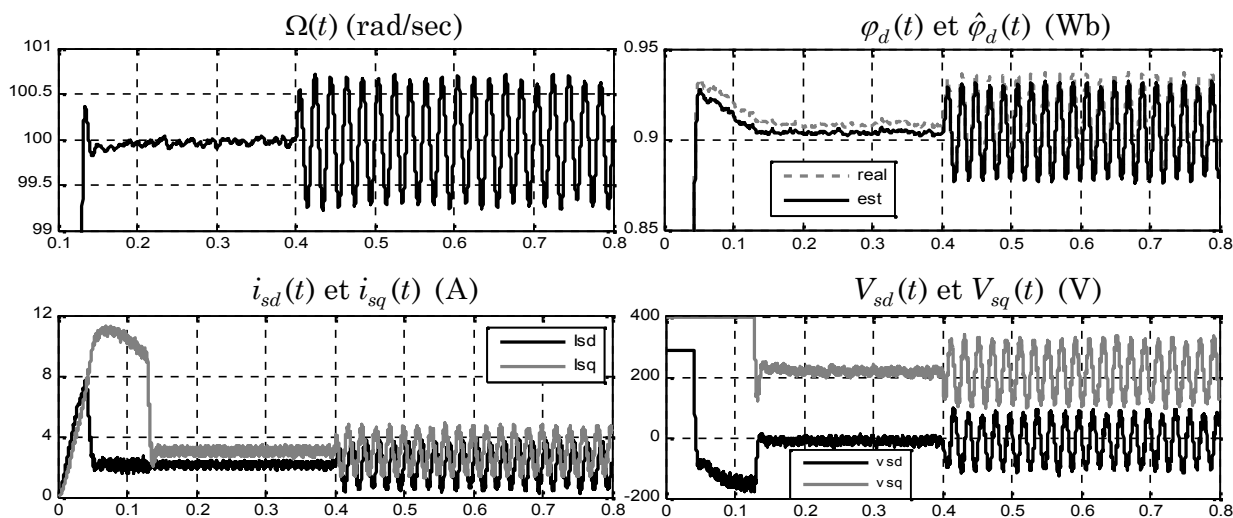 Ω(t) (rad/sec)
101
100.5
100
99.5
99
0.1 0.2 0.3 0.4 0.5 0.6 0.7 0.8
φ_d(t) et φ̂_d(t) (Wb)
0.95
0.9
0.85
real
est
0 0.1 0.2 0.3 0.4 0.5 0.6 0.7 0.8
i_sd(t) et i_sq(t) (A)
12
8
4
0
Isd
Isq
0 0.1 0.2 0.3 0.4 0.5 0.6 0.7 0.8
V_sd(t) et V_sq(t) (V)
400
200
0
-200
vsd
vsq
0 0.1 0.2 0.3 0.4 0.5 0.6 0.7 0.8